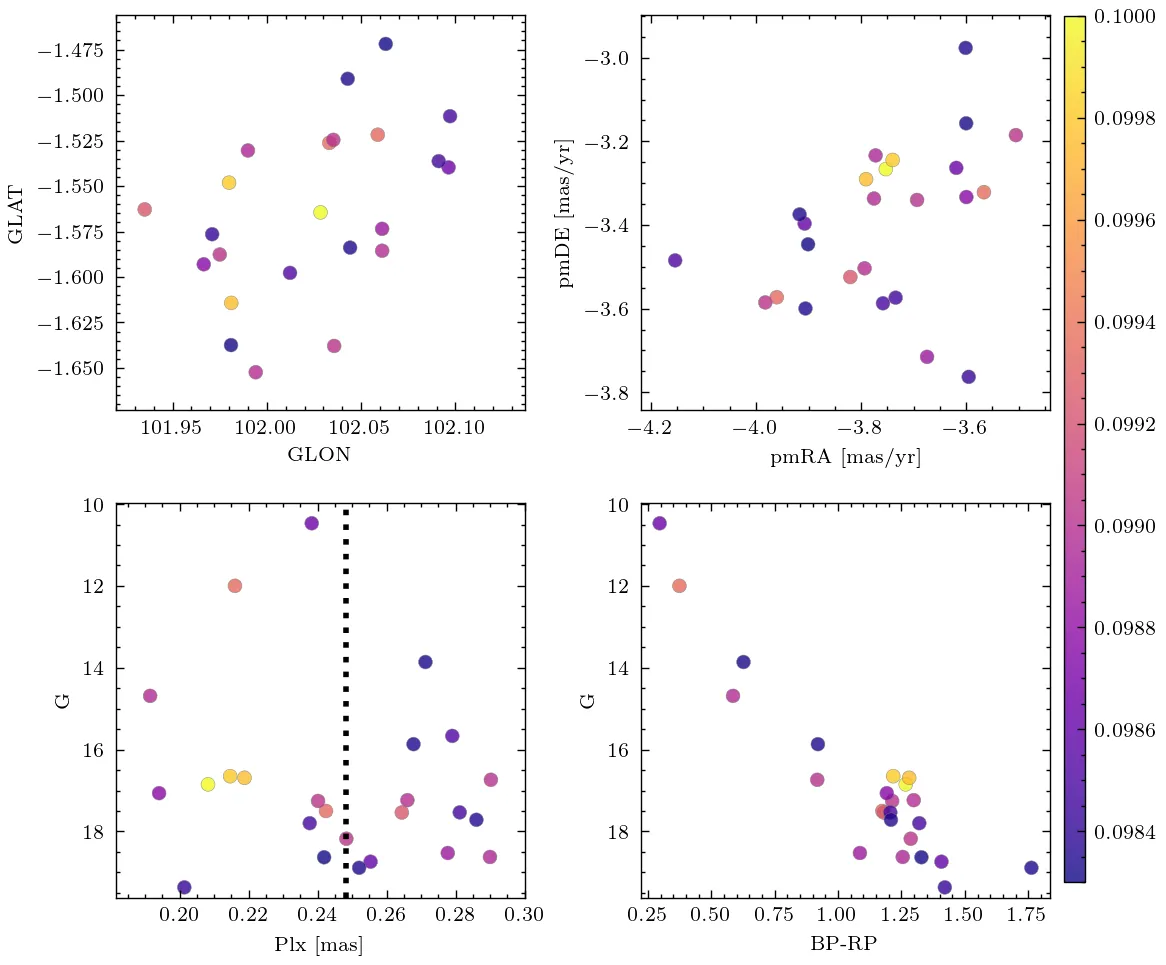 −1.475
−1.500
−1.525
−1.550
−1.575
−1.600
−1.625
−1.650
GLAT
101.95 102.00 102.05 102.10
GLON
−3.0
−3.2
−3.4
−3.6
−3.8
pmDE [mas/yr]
−4.2 −4.0 −3.8 −3.6
pmRA [mas/yr]
10
12
14
16
18
G
0.20 0.22 0.24 0.26 0.28 0.30
Plx [mas]
10
12
14
16
18
G
0.25 0.50 0.75 1.00 1.25 1.50 1.75
BP-RP
0.1000
0.0998
0.0996
0.0994
0.0992
0.0990
0.0988
0.0986
0.0984